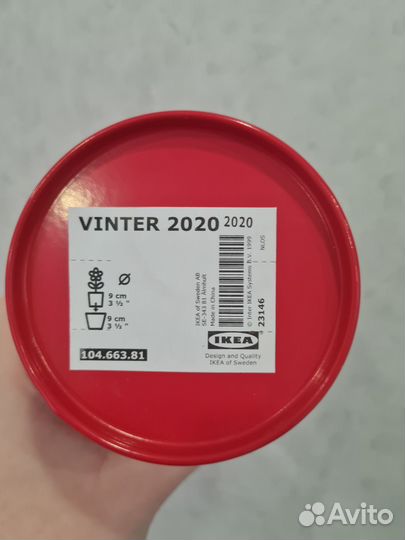 VINTER 2020 2020
Ø
9 cm
3 ½ "
9 cm
3 ½ "
104.663.81
IKEA of Sweden AB
SE-343 81 Älmhult
Made in China
© Inter IKEA Systems B.V. 1999
23146
NLDS
IKEA
®
Design and Quality
IKEA of Sweden
Avito